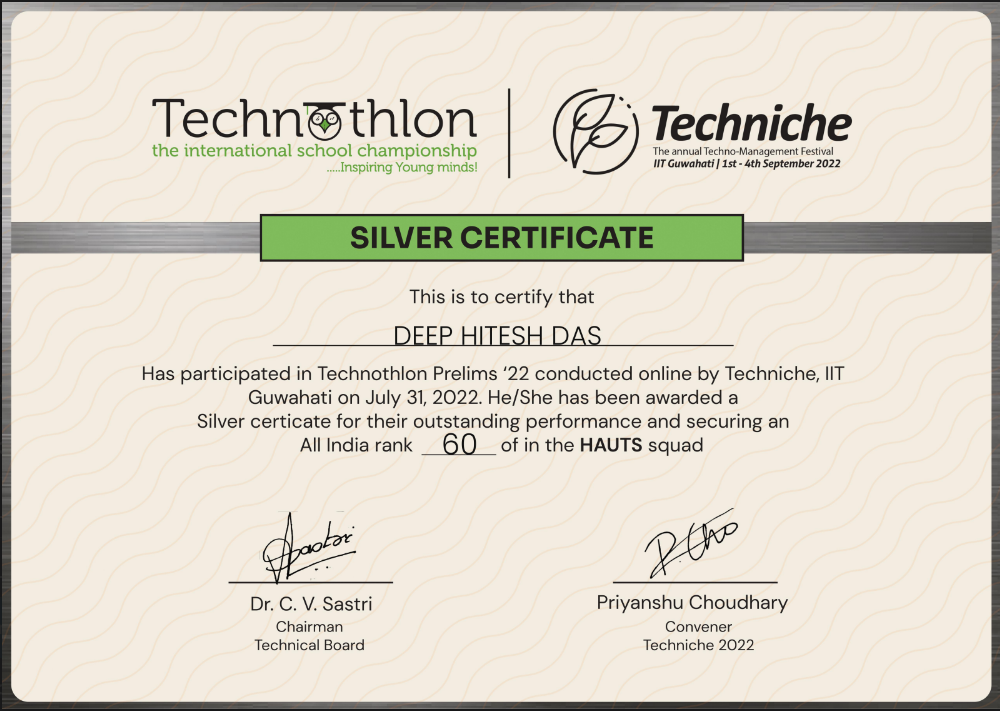 Technothlon
the international school championship
.....Inspiring Young minds!
Techniche
The annual Techno-Management Festival
IIT Guwahati | 1st - 4th September 2022
SILVER CERTIFICATE
This is to certify that
DEEP HITESH DAS
Has participated in Technothlon Prelims ‘22 conducted online by Techniche, IIT
Guwahati on July 31, 2022. He/She has been awarded a
Silver certicate for their outstanding performance and securing an
All India rank 60 of in the HAUTS squad
Sastri
P. Cho
Dr. C. V. Sastri
Chairman
Technical Board
Priyanshu Choudhary
Convener
Techniche 2022